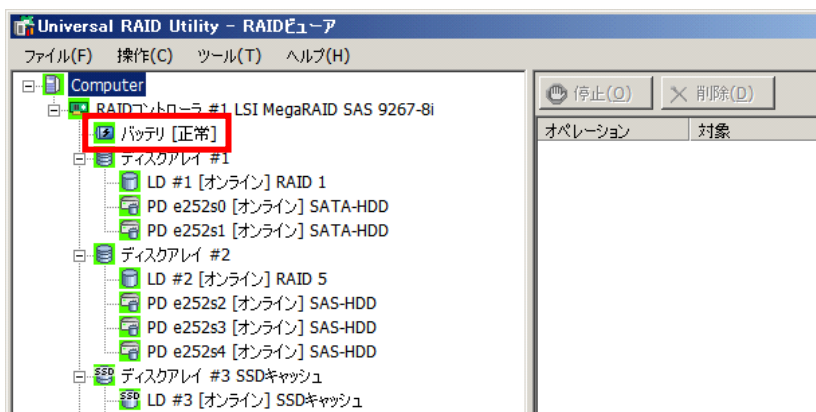 Universal RAID Utility - RAIDビューア
ファイル(F) 操作(C) ツール(T) ヘルプ(H)
Computer
停止(O) 削除(D)
RAIDコントローラ #1 LSI MegaRAID SAS 9267-8i
バッテリ [正常]
オペレーション 対象
ディスクアレイ #1
LD #1 [オンライン] RAID 1
PD e252s0 [オンライン] SATA-HDD
PD e252s1 [オンライン] SATA-HDD
ディスクアレイ #2
LD #2 [オンライン] RAID 5
PD e252s2 [オンライン] SAS-HDD
PD e252s3 [オンライン] SAS-HDD
PD e252s4 [オンライン] SAS-HDD
SSD ディスクアレイ #3 SSDキャッシュ
SSD LD #3 [オンライン] SSDキャッシュ